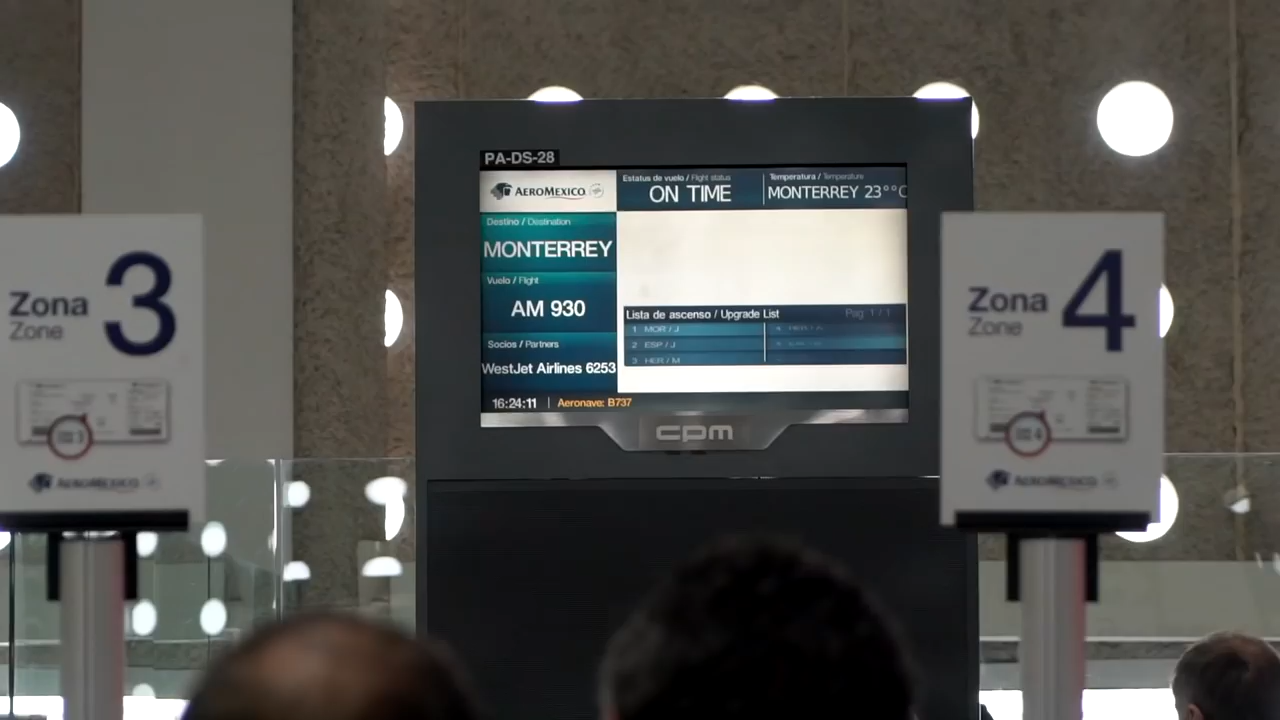 PA-DS-28
AEROMEXICO
Estatus de vuelo / Flight status
ON TIME
Temperatura / Temperature
MONTERREY 23°°C
Destino / Destination
MONTERREY
Vuelo / Flight
AM 930
Socios / Partners
WestJet Airlines 6253
Lista de ascenso / Upgrade List
Pag: 1 / 1
1 MOR / J
2 ESP / J
3 HER / M
16:24:11 | Aeronave: B737
cpm
Zona 3
Zone
AEROMEXICO
Zona 4
Zone
AEROMEXICO